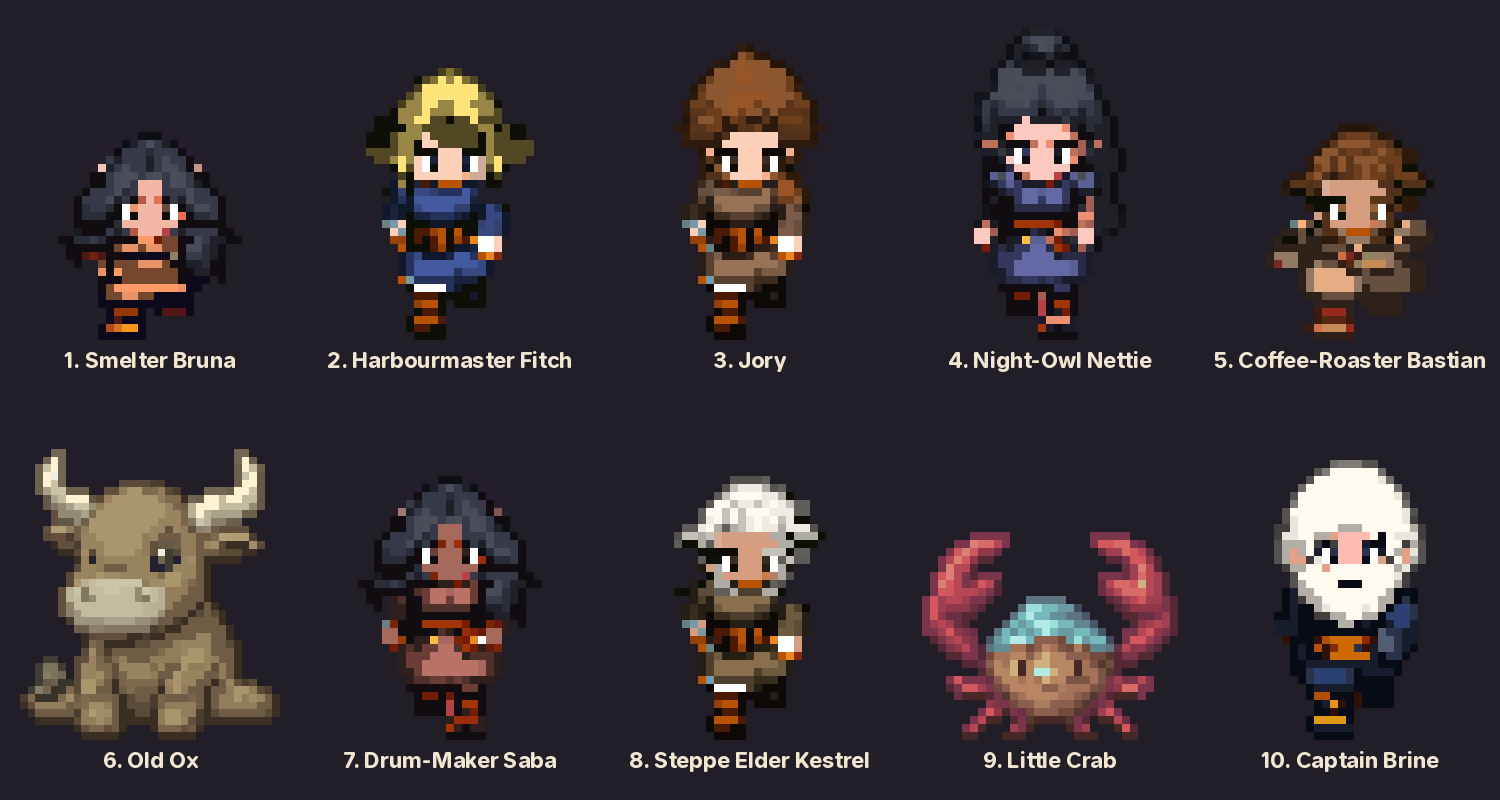 1. Smelter Bruna
2. Harbourmaster Fitch
3. Jory
4. Night-Owl Nettie
5. Coffee-Roaster Bastian
6. Old Ox
7. Drum-Maker Saba
8. Steppe Elder Kestrel
9. Little Crab
10. Captain Brine